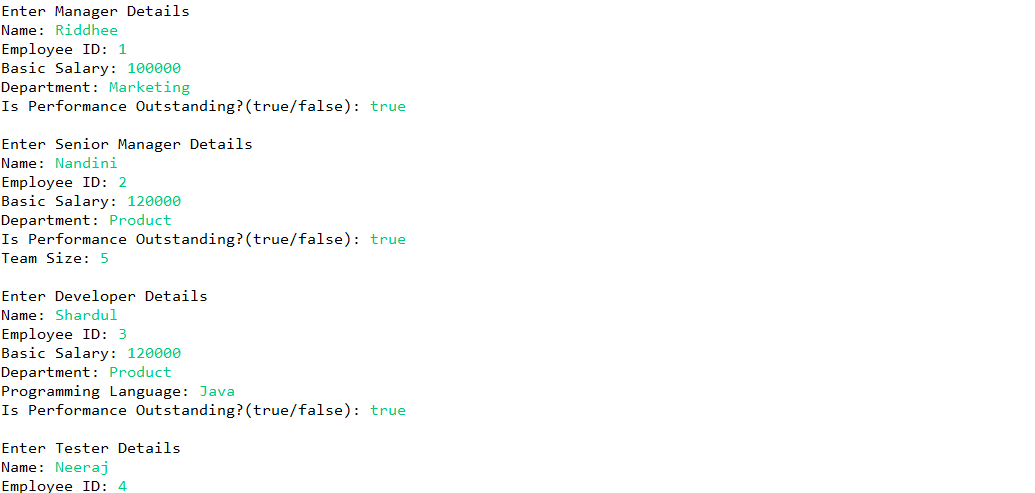 Enter Manager Details
Name: Riddhee
Employee ID: 1
Basic Salary: 100000
Department: Marketing
Is Performance Outstanding?(true/false): true
Enter Senior Manager Details
Name: Nandini
Employee ID: 2
Basic Salary: 120000
Department: Product
Is Performance Outstanding?(true/false): true
Team Size: 5
Enter Developer Details
Name: Shardul
Employee ID: 3
Basic Salary: 120000
Department: Product
Programming Language: Java
Is Performance Outstanding?(true/false): true
Enter Tester Details
Name: Neeraj
Employee ID: 4